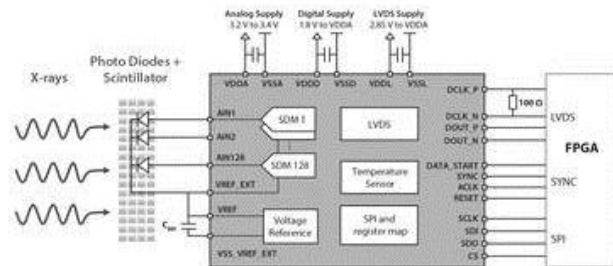 Analog Supply
3.2 V to 3.4 V
Digital Supply
1.8 V to VDDA
LVDS Supply
2.85 V to VDDA
Photo Diodes +
Scintillator
X-rays
VDDA
VSSA
VDDD
VSSD
VDDL
VSSL
AIN1
AIN2
AIN128
VREF_EXT
VREF
VSS_VREF_EXT
SDM 1
SDM 128
Voltage
Reference
LVDS
Temperature
Sensor
SPI and
register map
DCLK_P
DCLK_N
DOUT_P
DOUT_N
DATA_START
SYNC
ACLK
RESET
SCLK
SDI
SDO
CS
100 Ω
LVDS
FPGA
SYNC
SPI